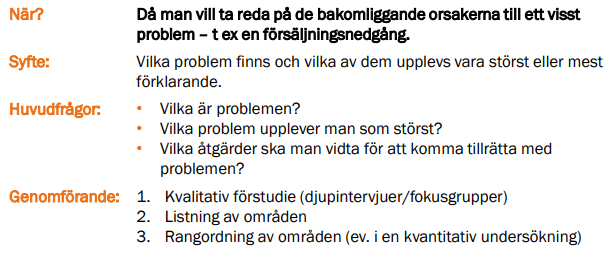 När? Då man vill ta reda på de bakomliggande orsakerna till ett visst
problem – t ex en försäljningsnedgång.
Syfte: Vilka problem finns och vilka av dem upplevs vara störst eller mest
förklarande.
Huvudfrågor: • Vilka är problemen?
• Vilka problem upplever man som störst?
• Vilka åtgärder ska man vidta för att komma tillrätta med
problemen?
Genomförande: 1. Kvalitativ förstudie (djupintervjuer/fokusgrupper)
2. Listning av områden
3. Rangordning av områden (ev. i en kvantitativ undersökning)